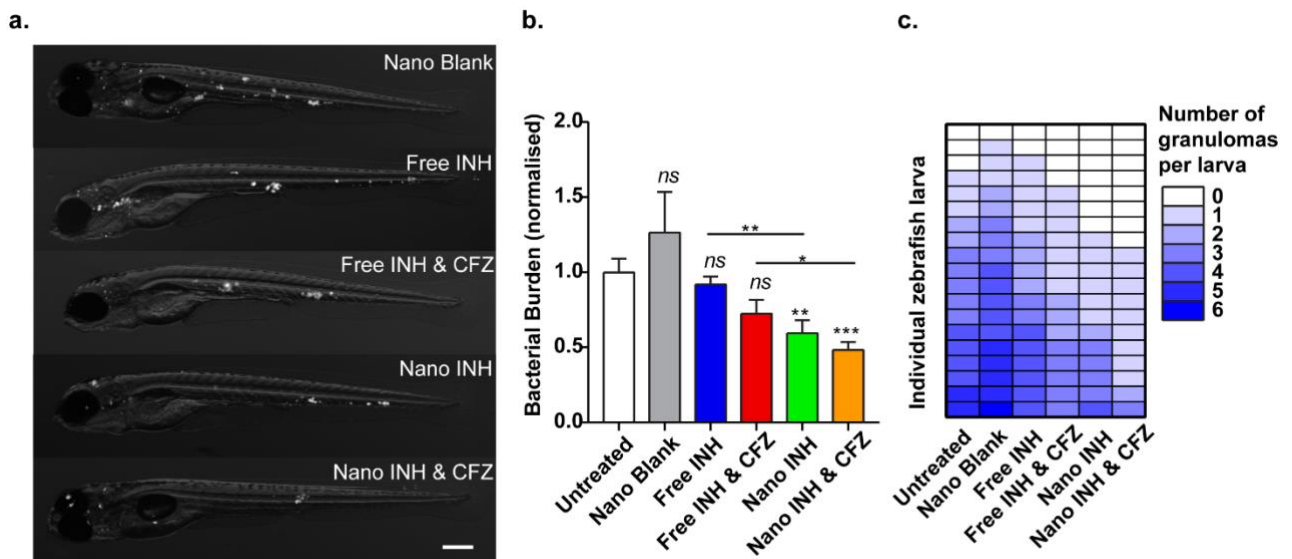 a.
Nano Blank
Free INH
Free INH & CFZ
Nano INH
Nano INH & CFZ
b.
Bacterial Burden (normalised)
2.0
1.5
1.0
0.5
0.0
ns
ns
ns
**
***
**
*
Untreated
Nano Blank
Free INH
Free INH & CFZ
Nano INH
Nano INH & CFZ
c.
Individual zebrafish larva
Untreated
Nano Blank
Free INH
Free INH & CFZ
Nano INH
Nano INH & CFZ
Number of
granulomas
per larva
0
1
2
3
4
5
6